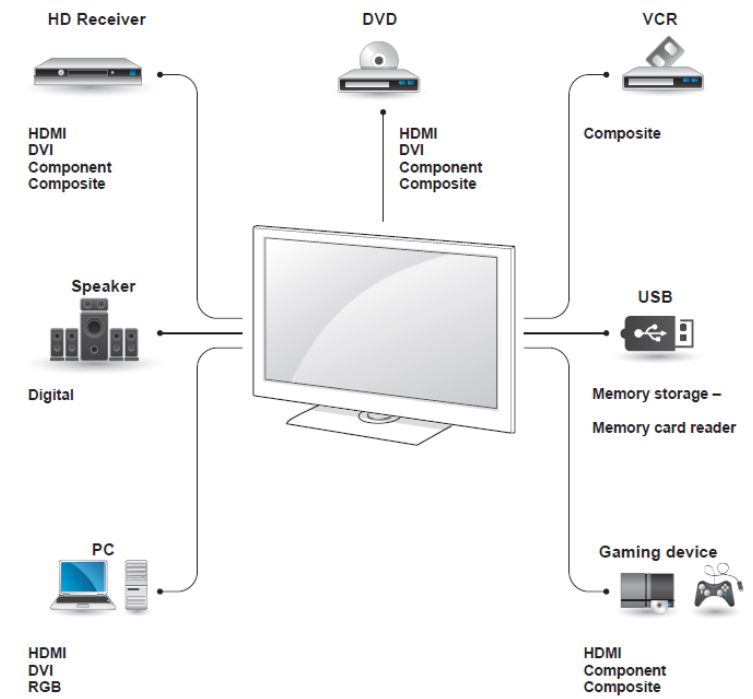 HD Receiver
HDMI
DVI
Component
Composite
DVD
HDMI
DVI
Component
Composite
VCR
Composite
Speaker
Digital
USB
Memory storage –
Memory card reader
PC
HDMI
DVI
RGB
Gaming device
HDMI
Component
Composite